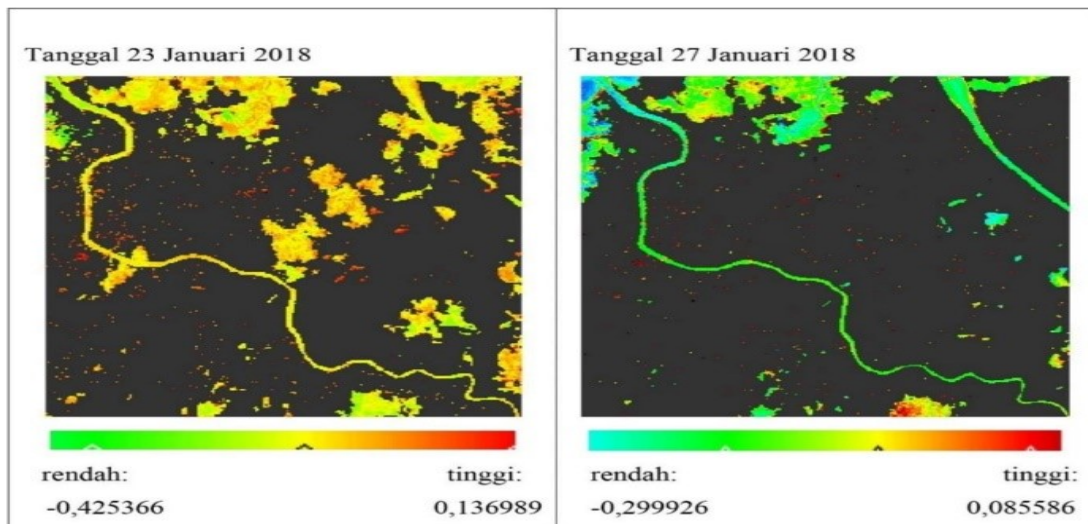 Tanggal 23 Januari 2018
rendah: tinggi:
-0,425366 0,136989
Tanggal 27 Januari 2018
rendah: tinggi:
-0,299926 0,085586